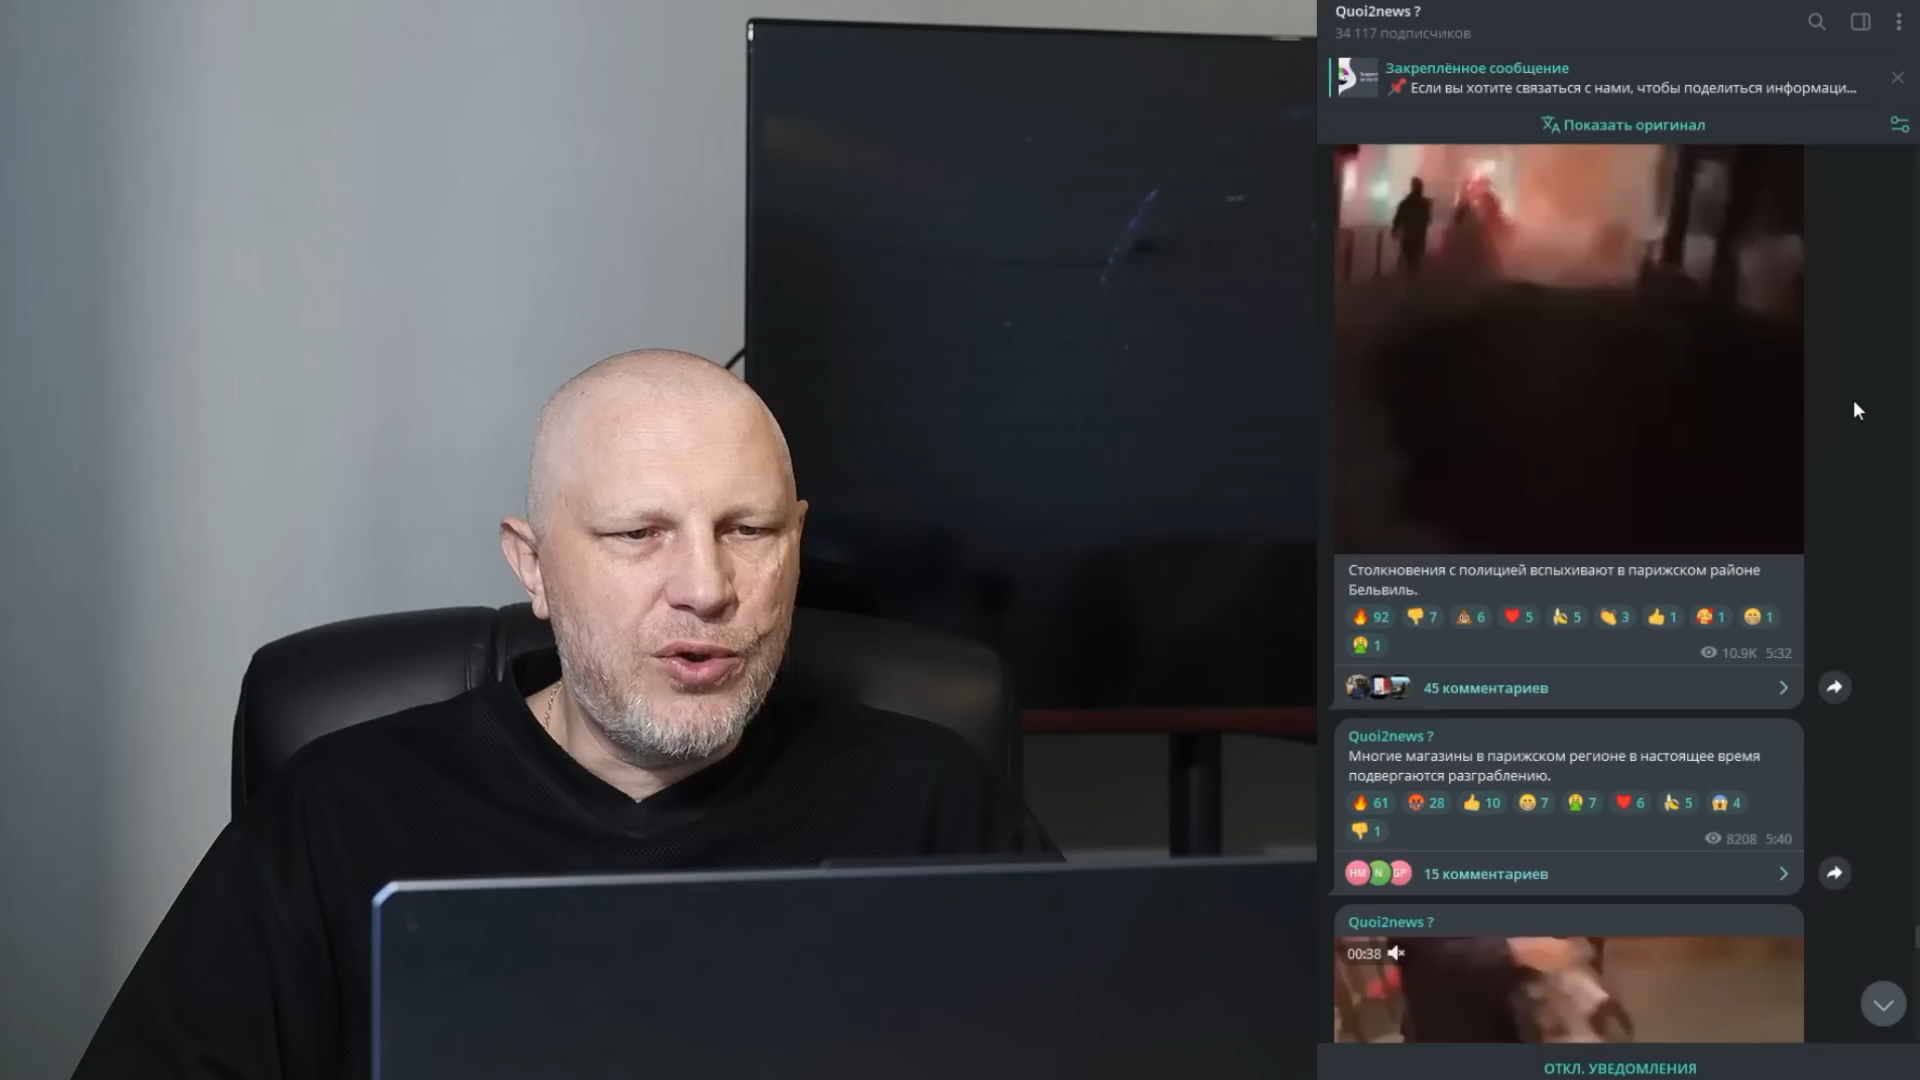 Quoi2news ?
34 117 подписчиков
Закреплённое сообщение
📌 Если вы хотите связаться с нами, чтобы поделиться информаци...
Показать оригинал
Столкновения с полицией вспыхивают в парижском районе
Бельвиль.
🔥 92 👎 7 💩 6 ❤ 5 🍌 5 👏 3 👍 1 🥰 1 😁 1
🤮 1
10.9K 5:32
45 комментариев
Quoi2news ?
Многие магазины в парижском регионе в настоящее время
подвергаются разграблению.
🔥 61 🤬 28 👍 10 😁 7 🤮 7 ❤ 6 🍌 5 😱 4
👎 1
8208 5:40
HM N GP
15 комментариев
Quoi2news ?
00:38
ОТКЛ. УВЕДОМЛЕНИЯ